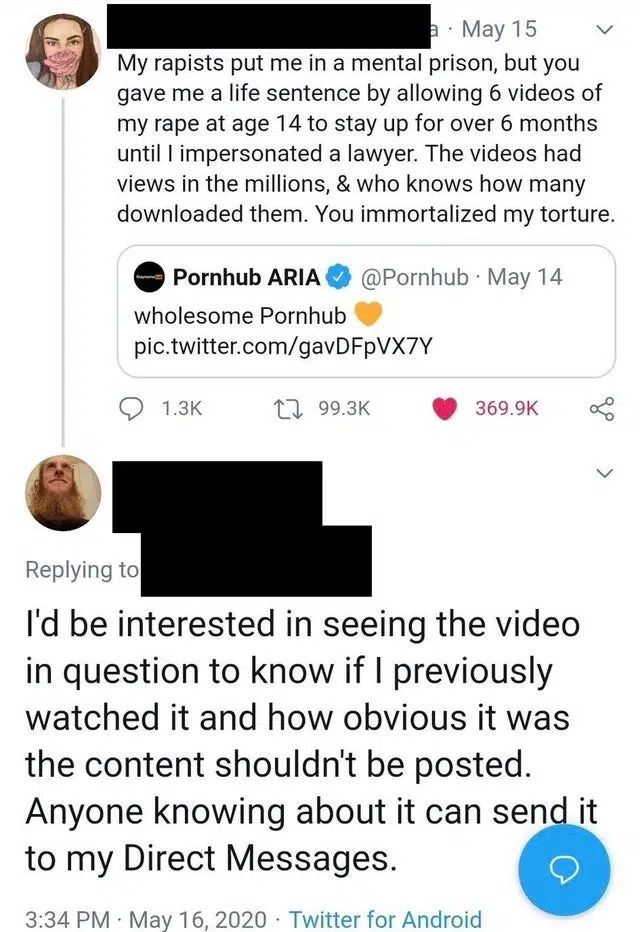 a · May 15
My rapists put me in a mental prison, but you
gave me a life sentence by allowing 6 videos of
my rape at age 14 to stay up for over 6 months
until I impersonated a lawyer. The videos had
views in the millions, & who knows how many
downloaded them. You immortalized my torture.
Pornhub ARIA @Pornhub · May 14
wholesome Pornhub 🧡
pic.twitter.com/gavDFpVX7Y
1.3K 99.3K 369.9K
Replying to
I'd be interested in seeing the video
in question to know if I previously
watched it and how obvious it was
the content shouldn't be posted.
Anyone knowing about it can send it
to my Direct Messages.
3:34 PM · May 16, 2020 · Twitter for Android